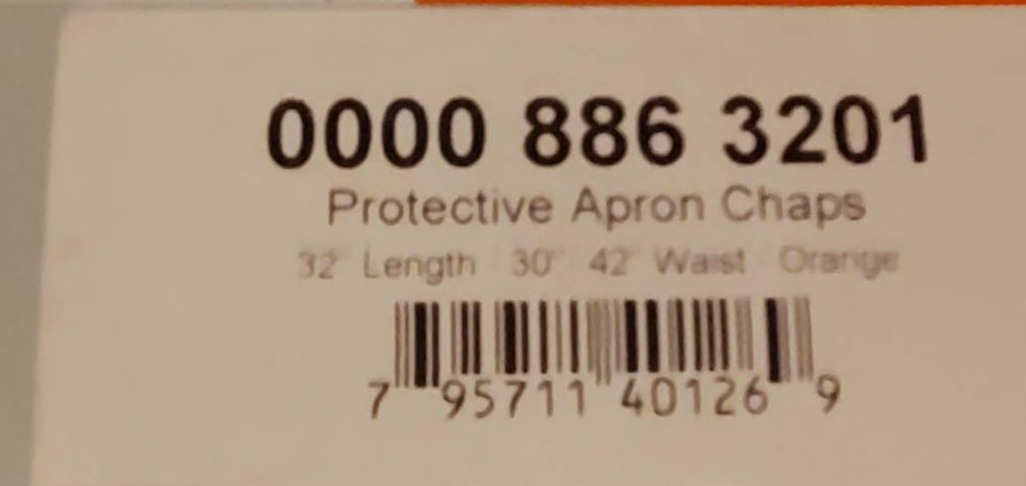 0000 886 3201
Protective Apron Chaps
32" Length 30" 42" Waist Orange
7 95711 40126 9